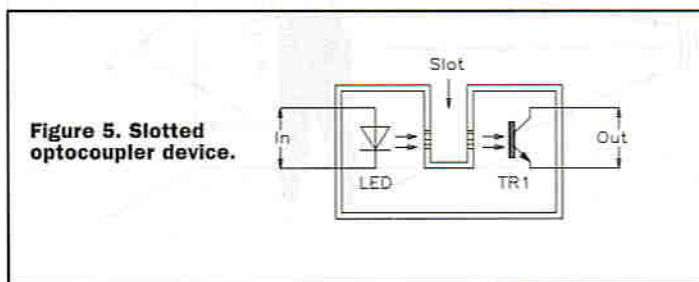 Figure 5. Slotted
optocoupler device.
Slot
In
Out
LED
TR1